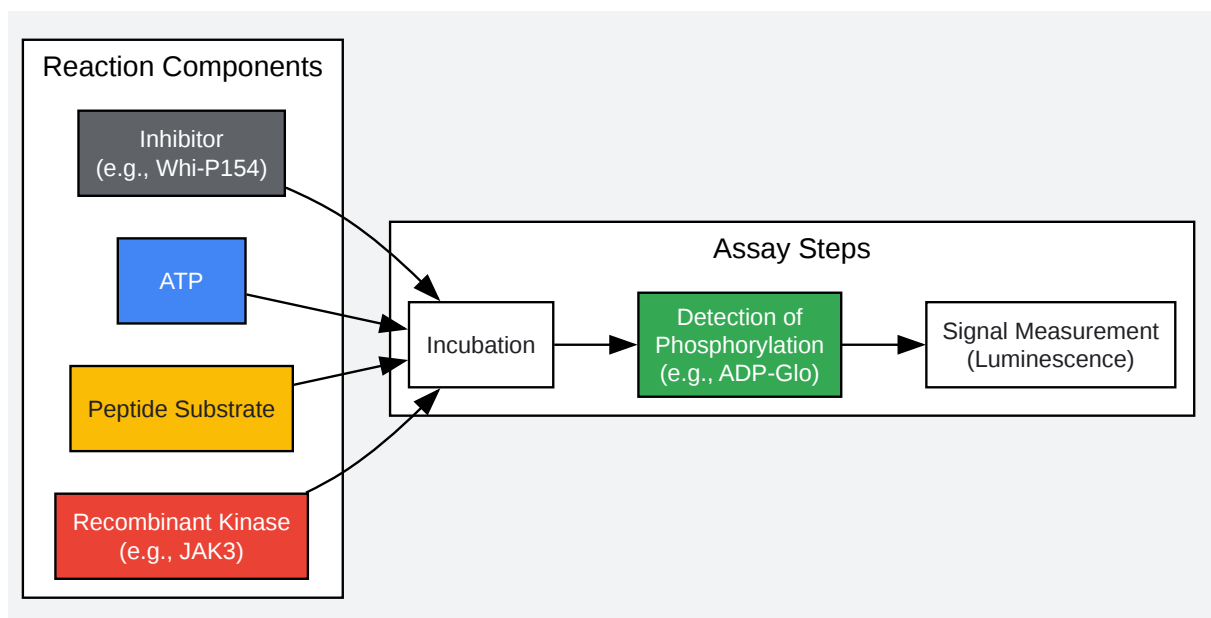 Reaction Components
Inhibitor
(e.g., Whi-P154)
ATP
Peptide Substrate
Recombinant Kinase
(e.g., JAK3)
Assay Steps
Incubation
Detection of
Phosphorylation
(e.g., ADP-Glo)
Signal Measurement
(Luminescence)